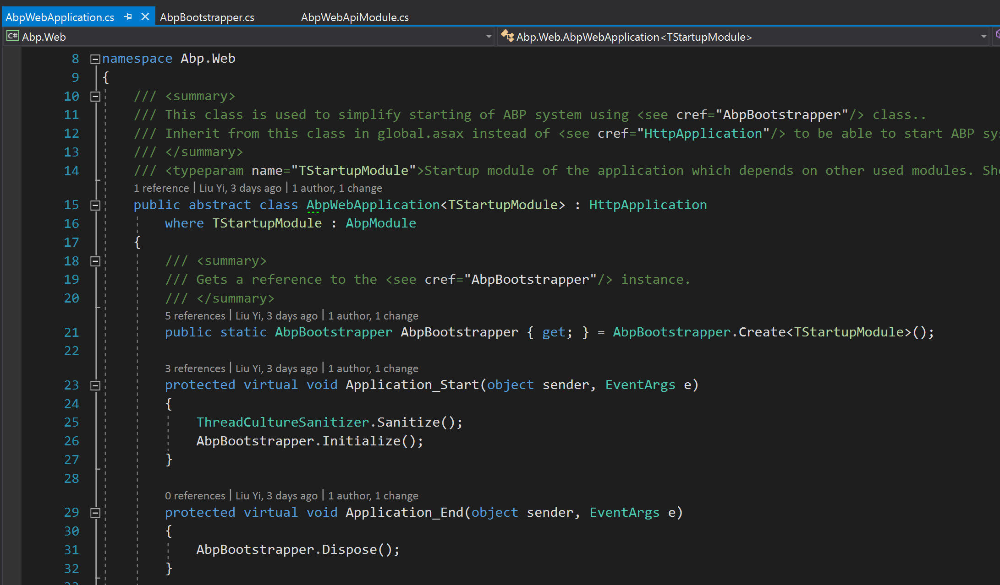 AbpWebApplication.cs AbpBootstrapper.cs AbpWebApiModule.cs
C# Abp.Web Abp.Web.AbpWebApplication<TStartupModule>
8 namespace Abp.Web
9 {
10 /// <summary>
11 /// This class is used to simplify starting of ABP system using <see cref="AbpBootstrapper"/> class..
12 /// Inherit from this class in global.asax instead of <see cref="HttpApplication"/> to be able to start ABP sys
13 /// </summary>
14 /// <typeparam name="TStartupModule">Startup module of the application which depends on other used modules. Sho
1 reference | Liu Yi, 3 days ago | 1 author, 1 change
15 public abstract class AbpWebApplication<TStartupModule> : HttpApplication
16 where TStartupModule : AbpModule
17 {
18 /// <summary>
19 /// Gets a reference to the <see cref="AbpBootstrapper"/> instance.
20 /// </summary>
5 references | Liu Yi, 3 days ago | 1 author, 1 change
21 public static AbpBootstrapper AbpBootstrapper { get; } = AbpBootstrapper.Create<TStartupModule>();
22
3 references | Liu Yi, 3 days ago | 1 author, 1 change
23 protected virtual void Application_Start(object sender, EventArgs e)
24 {
25 ThreadCultureSanitizer.Sanitize();
26 AbpBootstrapper.Initialize();
27 }
28
0 references | Liu Yi, 3 days ago | 1 author, 1 change
29 protected virtual void Application_End(object sender, EventArgs e)
30 {
31 AbpBootstrapper.Dispose();
32 }